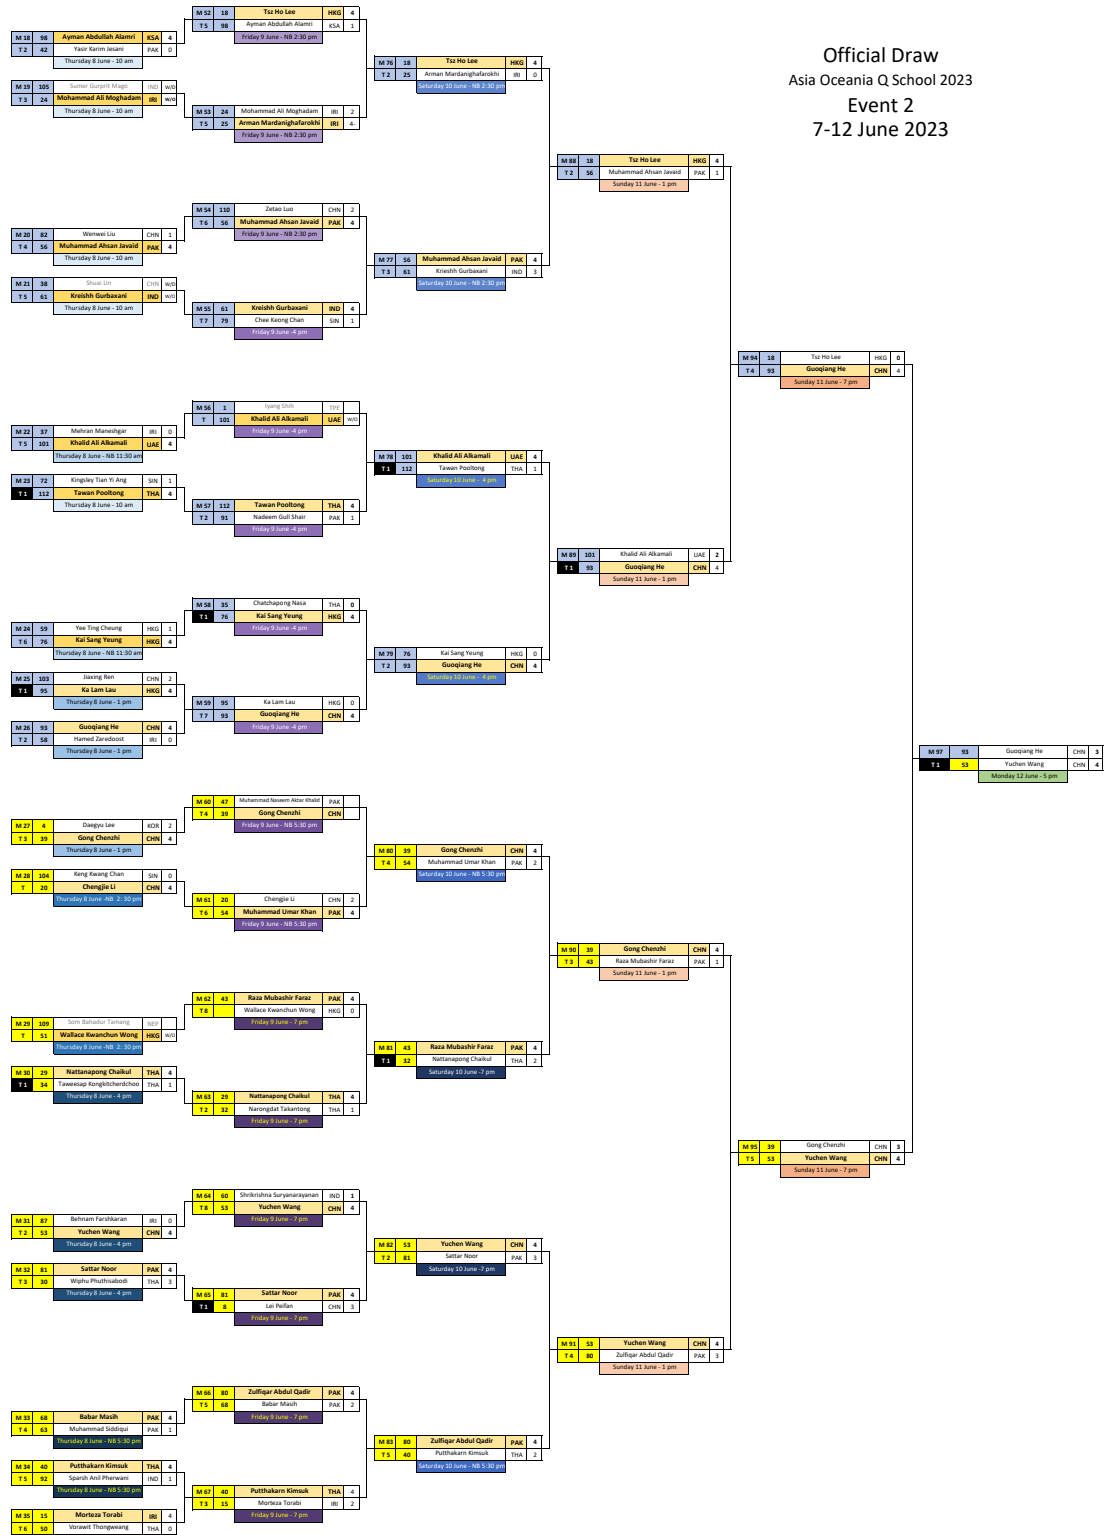 Official Draw
Asia Oceania Q School 2023
Event 2
7-12 June 2023
M 18 98 Ayman Abdullah Alamri KSA 4
T 2 42 Yasir Karim Jesani PAK 0
Thursday 8 June - 10 am
M 19 105 Sumer Gurprit Mago IND w/o
T 3 24 Mohammad Ali Moghadam IRI w/o
Thursday 8 June - 10 am
M 20 82 Wenwei Liu CHN 1
T 4 56 Muhammad Ahsan Javaid PAK 4
Thursday 8 June - 10 am
M 21 38 Shuai Lin CHN w/o
T 5 61 Kreishh Gurbaxani IND w/o
Thursday 8 June - 10 am
M 22 37 Mehran Maneshgar IRI 0
T 5 101 Khalid Ali Alkamali UAE 4
Thursday 8 June - NB 11:30 am
M 23 72 Kingsley Tian Yi Ang SIN 1
T 1 112 Tawan Pooltong THA 4
Thursday 8 June - 10 am
M 24 59 Yee Ting Cheung HKG 1
T 6 76 Kai Sang Yeung HKG 4
Thursday 8 June - NB 11:30 am
M 25 103 Jiaxing Ren CHN 2
T 1 95 Ka Lam Lau HKG 4
Thursday 8 June - 1 pm
M 26 93 Guoqiang He CHN 4
T 2 58 Hamed Zaredoost IRI 0
Thursday 8 June - 1 pm
M 27 4 Daegyu Lee KOR 2
T 3 39 Gong Chenzhi CHN 4
Thursday 8 June - 1 pm
M 28 104 Keng Kwang Chan SIN 0
T 20 Chengjie Li CHN 4
Thursday 8 June -NB 2: 30 pm
M 29 109 Som Bahadur Tamang NEP
T 51 Wallace Kwanchun Wong HKG w/o
Thursday 8 June -NB 2: 30 pm
M 30 29 Nattanapong Chaikul THA 4
T 1 34 Taweesap Kongkitcherdchoo THA 1
Thursday 8 June - 4 pm
M 31 87 Behnam Farshkaran IRI 0
T 2 53 Yuchen Wang CHN 4
Thursday 8 June - 4 pm
M 32 81 Sattar Noor PAK 4
T 3 30 Wiphu Phuthisabodi THA 3
Thursday 8 June - 4 pm
M 33 68 Babar Masih PAK 4
T 4 63 Muhammad Siddiqui PAK 1
Thursday 8 June - NB 5:30 pm
M 34 40 Putthakarn Kimsuk THA 4
T 5 92 Sparsh Anil Pherwani IND 1
Thursday 8 June - NB 5:30 pm
M 35 15 Morteza Torabi IRI 4
T 6 50 Vorawit Thongweang THA 0
M 52 18 Tsz Ho Lee HKG 4
T 5 98 Ayman Abdullah Alamri KSA 1
Friday 9 June - NB 2:30 pm
M 53 24 Mohammad Ali Moghadam IRI 2
T 5 25 Arman Mardanighafarokhi IRI 4-
Friday 9 June - NB 2:30 pm
M 54 110 Zetao Luo CHN 2
T 6 56 Muhammad Ahsan Javaid PAK 4
Friday 9 June - NB 2:30 pm
M 55 61 Kreishh Gurbaxani IND 4
T 7 79 Chee Keong Chan SIN 1
Friday 9 June -4 pm
M 56 1 Iyang Shih TPE
T 101 Khalid Ali Alkamali UAE w/o
Friday 9 June -4 pm
M 57 112 Tawan Pooltong THA 4
T 2 91 Nadeem Gull Shair PAK 1
Friday 9 June -4 pm
M 58 35 Chatchapong Nasa THA 0
T 1 76 Kai Sang Yeung HKG 4
Friday 9 June -4 pm
M 59 95 Ka Lam Lau HKG 0
T 7 93 Guoqiang He CHN 4
Friday 9 June -4 pm
M 60 47 Muhammad Naseem Aktar Khalid PAK
T 4 39 Gong Chenzhi CHN
Friday 9 June - NB 5:30 pm
M 61 20 Chengjie Li CHN 2
T 6 54 Muhammad Umar Khan PAK 4
Friday 9 June - NB 5:30 pm
M 62 43 Raza Mubashir Faraz PAK 4
T 8 Wallace Kwanchun Wong HKG 0
Friday 9 June - 7 pm
M 63 29 Nattanapong Chaikul THA 4
T 2 32 Narongdat Takantong THA 1
Friday 9 June - 7 pm
M 64 60 Shrikrishna Suryanarayanan IND 1
T 8 53 Yuchen Wang CHN 4
Friday 9 June - 7 pm
M 65 81 Sattar Noor PAK 4
T 1 8 Lei Peifan CHN 3
Friday 9 June - 7 pm
M 66 80 Zulfiqar Abdul Qadir PAK 4
T 5 68 Babar Masih PAK 2
Friday 9 June - 7 pm
M 67 40 Putthakarn Kimsuk THA 4
T 3 15 Morteza Torabi IRI 2
Friday 9 June - 7 pm
M 76 18 Tsz Ho Lee HKG 4
T 2 25 Arman Mardanighafarokhi IRI 0
Saturday 10 June - NB 2:30 pm
M 77 56 Muhammad Ahsan Javaid PAK 4
T 3 61 Krieshh Gurbaxani IND 3
Saturday 10 June - NB 2:30 pm
M 78 101 Khalid Ali Alkamali UAE 4
T 1 112 Tawan Pooltong THA 1
Saturday 10 June - 4 pm
M 79 76 Kai Sang Yeung HKG 0
T 2 93 Guoqiang He CHN 4
Saturday 10 June - 4 pm
M 80 39 Gong Chenzhi CHN 4
T 4 54 Muhammad Umar Khan PAK 2
Saturday 10 June - NB 5:30 pm
M 81 43 Raza Mubashir Faraz PAK 4
T 1 32 Nattanapong Chaikul THA 2
Saturday 10 June -7 pm
M 82 53 Yuchen Wang CHN 4
T 2 81 Sattar Noor PAK 3
Saturday 10 June -7 pm
M 83 80 Zulfiqar Abdul Qadir PAK 4
T 5 40 Putthakarn Kimsuk THA 2
Saturday 10 June - NB 5:30 pm
M 88 18 Tsz Ho Lee HKG 4
T 2 56 Muhammad Ahsan Javaid PAK 1
Sunday 11 June - 1 pm
M 89 101 Khalid Ali Alkamali UAE 2
T 1 93 Guoqiang He CHN 4
Sunday 11 June - 1 pm
M 90 39 Gong Chenzhi CHN 4
T 3 43 Raza Mubashir Faraz PAK 1
Sunday 11 June - 1 pm
M 91 53 Yuchen Wang CHN 4
T 4 80 Zulfiqar Abdul Qadir PAK 3
Sunday 11 June - 1 pm
M 94 18 Tsz Ho Lee HKG 0
T 4 93 Guoqiang He CHN 4
Sunday 11 June - 7 pm
M 95 39 Gong Chenzhi CHN 3
T 5 53 Yuchen Wang CHN 4
Sunday 11 June - 7 pm
M 97 93 Guoqiang He CHN 3
T 1 53 Yuchen Wang CHN 4
Monday 12 June - 5 pm